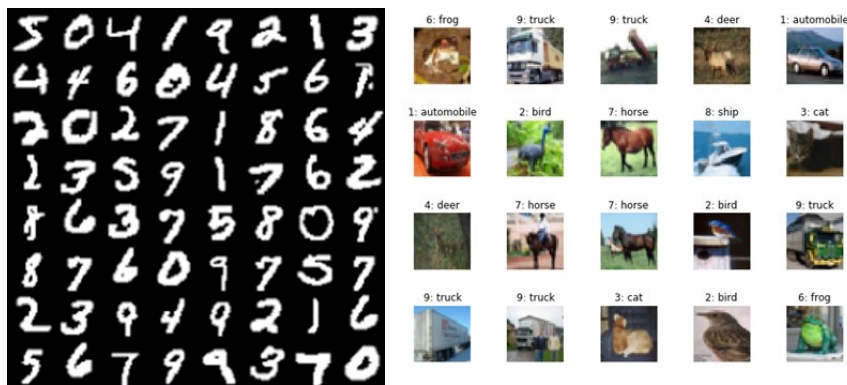 5 0 4 1 9 2 1 3
4 4 6 0 4 5 6 1
2 0 2 7 1 8 6 4
1 3 5 9 1 7 6 2
8 6 3 7 5 8 0 9
8 7 6 0 9 7 5 7
2 3 9 4 9 2 1 6
5 6 7 9 9 3 7 0
6: frog 9: truck 9: truck 4: deer 1: automobile
1: automobile 2: bird 7: horse 8: ship 3: cat
4: deer 7: horse 7: horse 2: bird 9: truck
9: truck 9: truck 3: cat 2: bird 6: frog